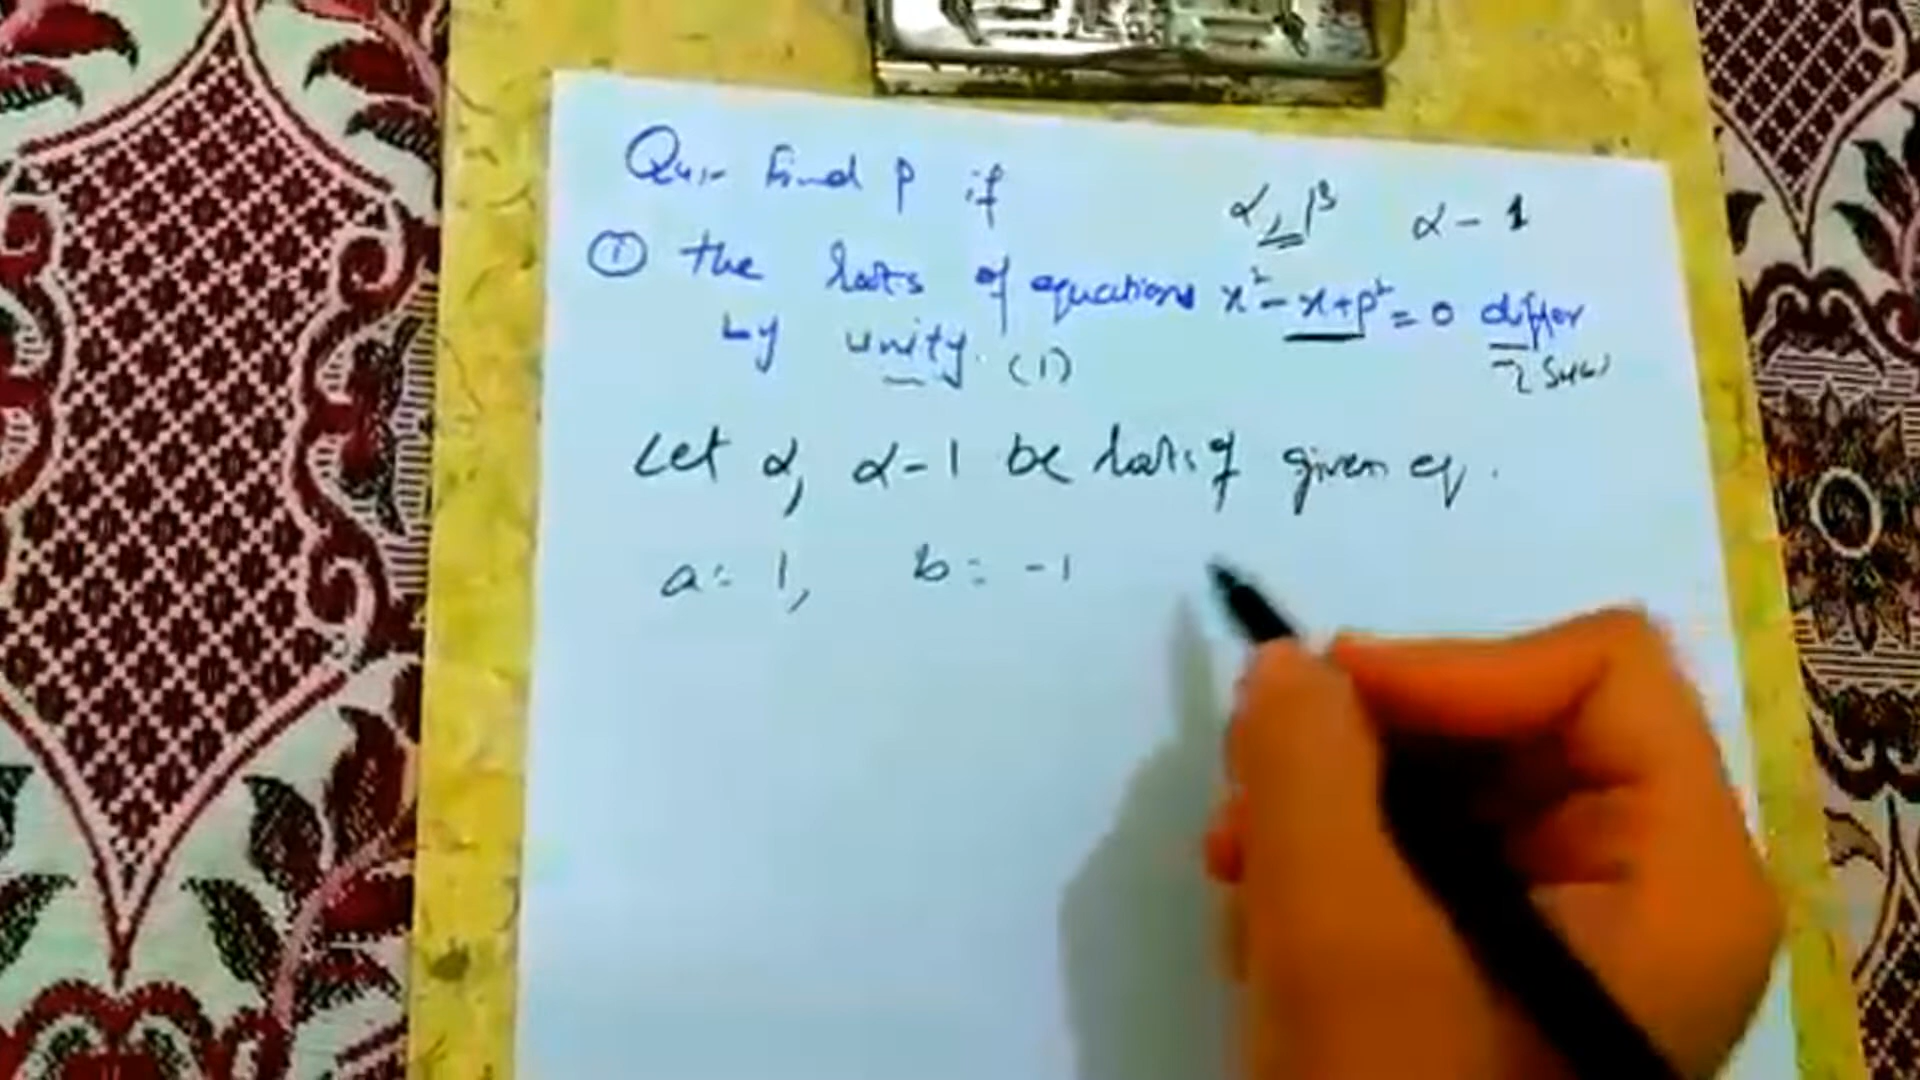 Find p if
α, β α - 1
① the roots of equations x² - x + p² = 0 differ
by unity. (1)
Let α, α - 1 be roots of given eq.
a = 1, b = -1